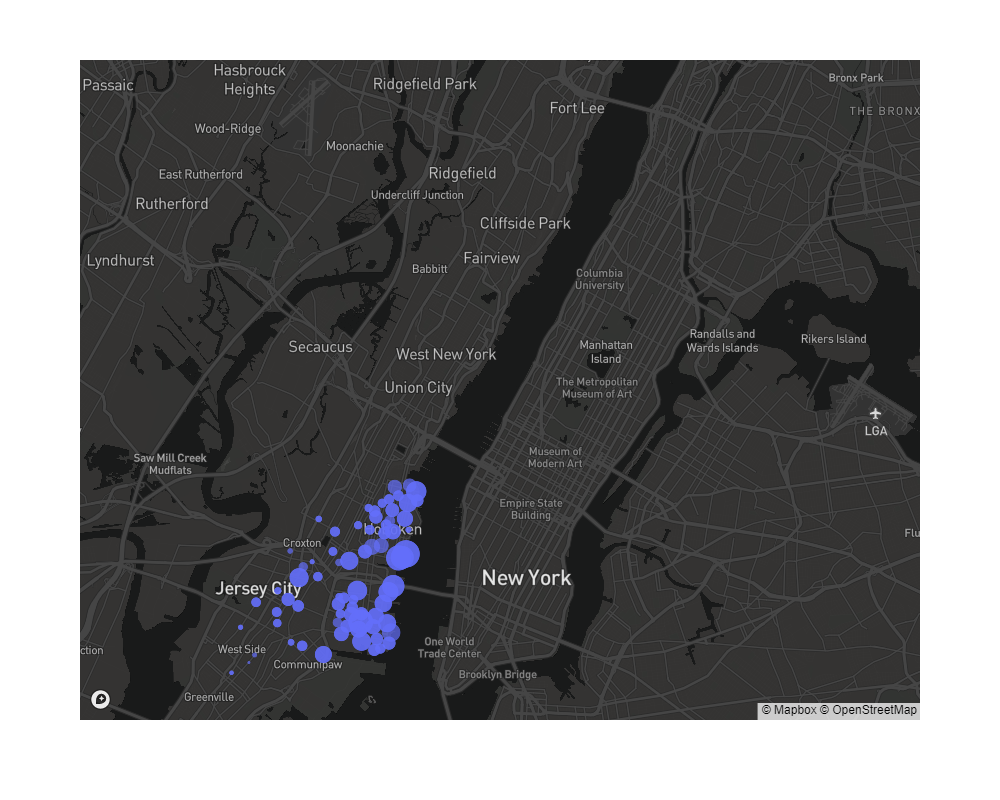 Hasbrouck
Heights
Passaic
Ridgefield Park
Bronx Park
Fort Lee
THE BRONX
Wood-Ridge
Moonachie
East Rutherford
Ridgefield
Undercliff Junction
Rutherford
Cliffside Park
Lyndhurst
Fairview
Babbitt
Columbia
University
Secaucus
West New York
Manhattan
Island
Randalls and
Wards Islands
Rikers Island
Union City
The Metropolitan
Museum of Art
LGA
Saw Mill Creek
Mudflats
Museum of
Modern Art
Empire State
Building
Hoboken
Flu
Croxton
Jersey City
New York
One World
Trade Center
ction
West Side
Communipaw
Brooklyn Bridge
Greenville
© Mapbox © OpenStreetMap